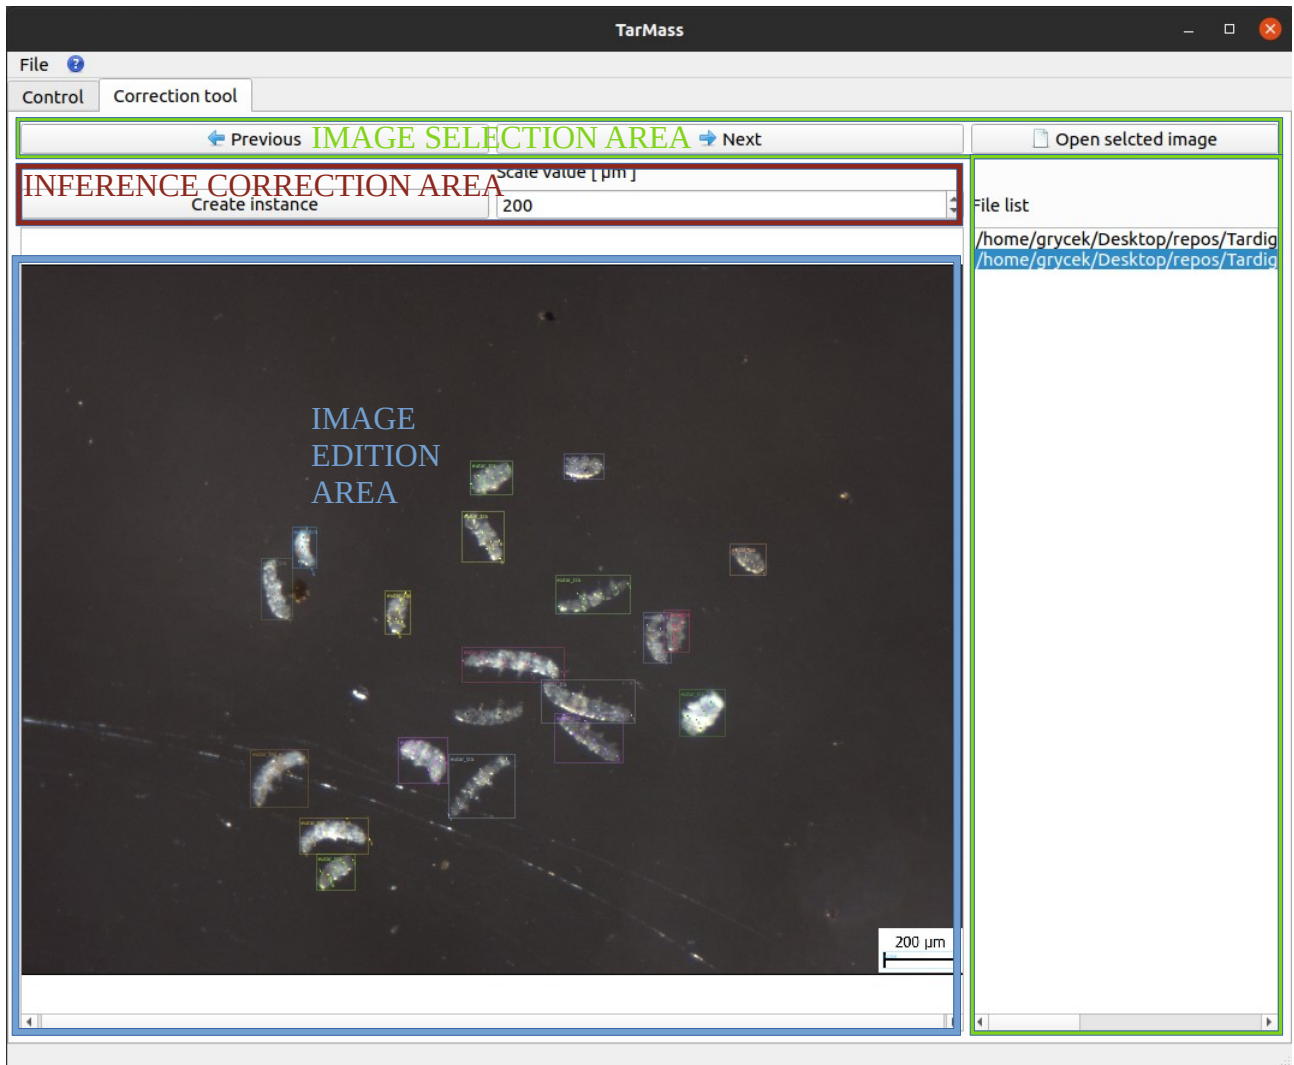 TarMass
File
Control
Correction tool
Previous
IMAGE SELECTION AREA
Next
Open selcted image
INFERENCE CORRECTION AREA
Scale value [ µm ]
Create instance
200
File list
/home/grycek/Desktop/repos/Tardig
/home/grycek/Desktop/repos/Tardig
IMAGE
EDITION
AREA
200 µm